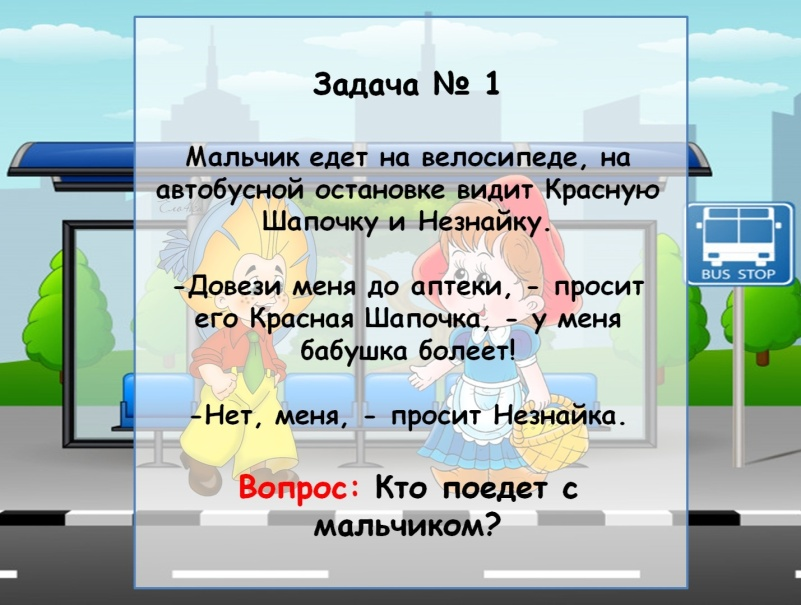 Задача № 1
Мальчик едет на велосипеде, на
автобусной остановке видит Красную
Шапочку и Незнайку.
-Довези меня до аптеки, - просит
его Красная Шапочка, - у меня
бабушка болеет!
-Нет, меня, - просит Незнайка.
Вопрос: Кто поедет с
мальчиком?
BUS STOP